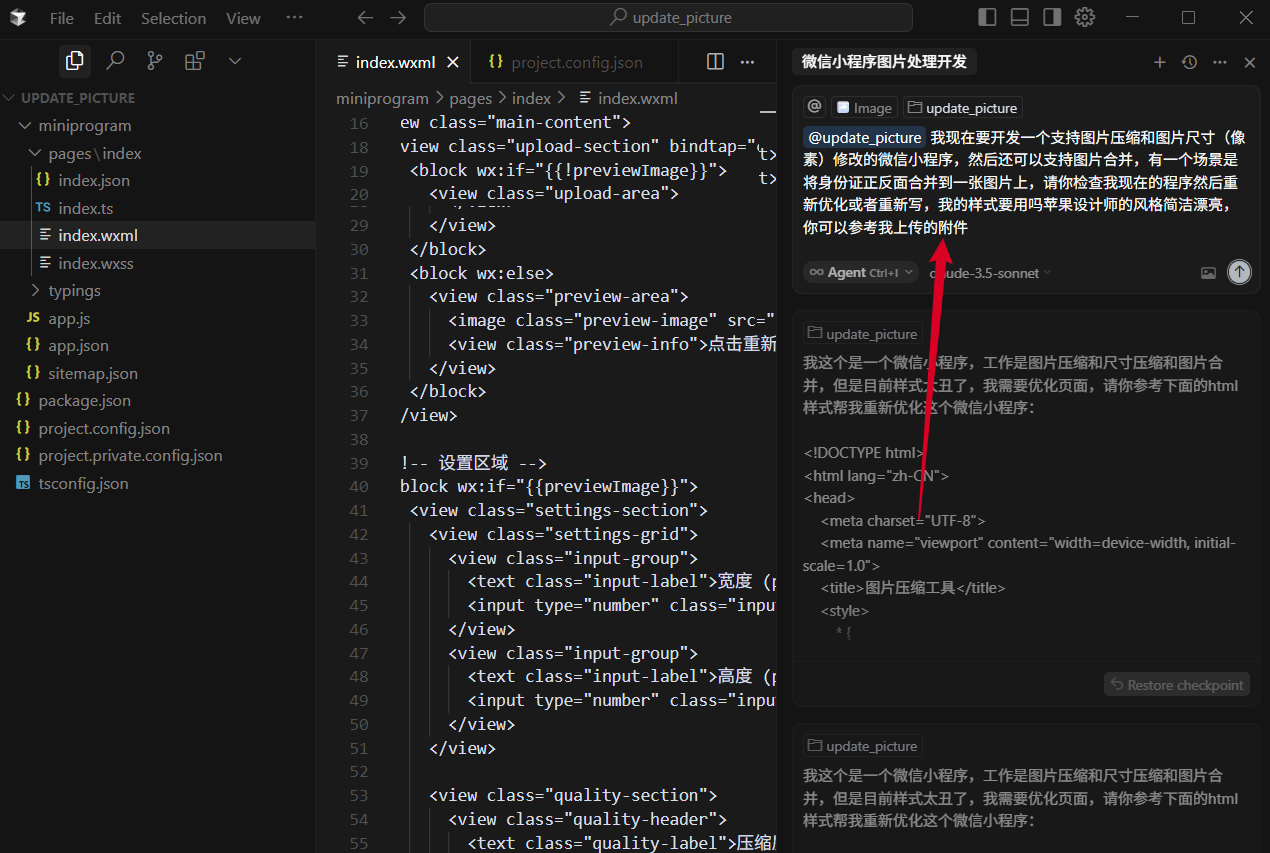 File Edit Selection View ···
update_picture
index.wxml
project.config.json
微信小程序图片处理开发
UPDATE_PICTURE
miniprogram
pages\index
index.json
TS index.ts
index.wxml
index.wxss
typings
JS app.js
app.json
sitemap.json
package.json
project.config.json
project.private.config.json
TS tsconfig.json
miniprogram > pages > index > index.wxml
16 ew class="main-content">
18 view class="upload-section" bindtap="
t>
19 <block wx:if="{{!previewImage}}">
t>
20 <view class="upload-area">
29 </view>
30 </block>
31 <block wx:else>
32 <view class="preview-area">
33 <image class="preview-image" src="
34 <view class="preview-info">点击重新
35 </view>
36 </block>
37 /view>
38
39 !-- 设置区域 -->
40 block wx:if="{{previewImage}}">
41 <view class="settings-section">
42 <view class="settings-grid">
43 <view class="input-group">
44 <text class="input-label">宽度 (
45 <input type="number" class="inpu
46 </view>
47 <view class="input-group">
48 <text class="input-label">高度 (
49 <input type="number" class="inpu
50 </view>
51 </view>
52
53 <view class="quality-section">
54 <view class="quality-header">
55 <text class="quality-label">压缩
@ Image update_picture
@update_picture 我现在要开发一个支持图片压缩和图片尺寸（像
素）修改的微信小程序，然后还可以支持图片合并，有一个场景是
将身份证正反面合并到一张图片上，请你检查我现在的程序然后重
新优化或者重新写，我的样式要用吗苹果设计师的风格简洁漂亮，
你可以参考我上传的附件
∞ Agent Ctrl+I
ude-3.5-sonnet
update_picture
我这个是一个微信小程序，工作是图片压缩和尺寸压缩和图片合
并，但是目前样式太丑了，我需要优化页面，请你参考下面的html
样式帮我重新优化这个微信小程序：
<!DOCTYPE html>
<html lang="zh-CN">
<head>
<meta charset="UTF-8">
<meta name="viewport" content="width=device-width, initial-
scale=1.0">
<title>图片压缩工具</title>
<style>
* {
Restore checkpoint
update_picture
我这个是一个微信小程序，工作是图片压缩和尺寸压缩和图片合
并，但是目前样式太丑了，我需要优化页面，请你参考下面的html
样式帮我重新优化这个微信小程序：